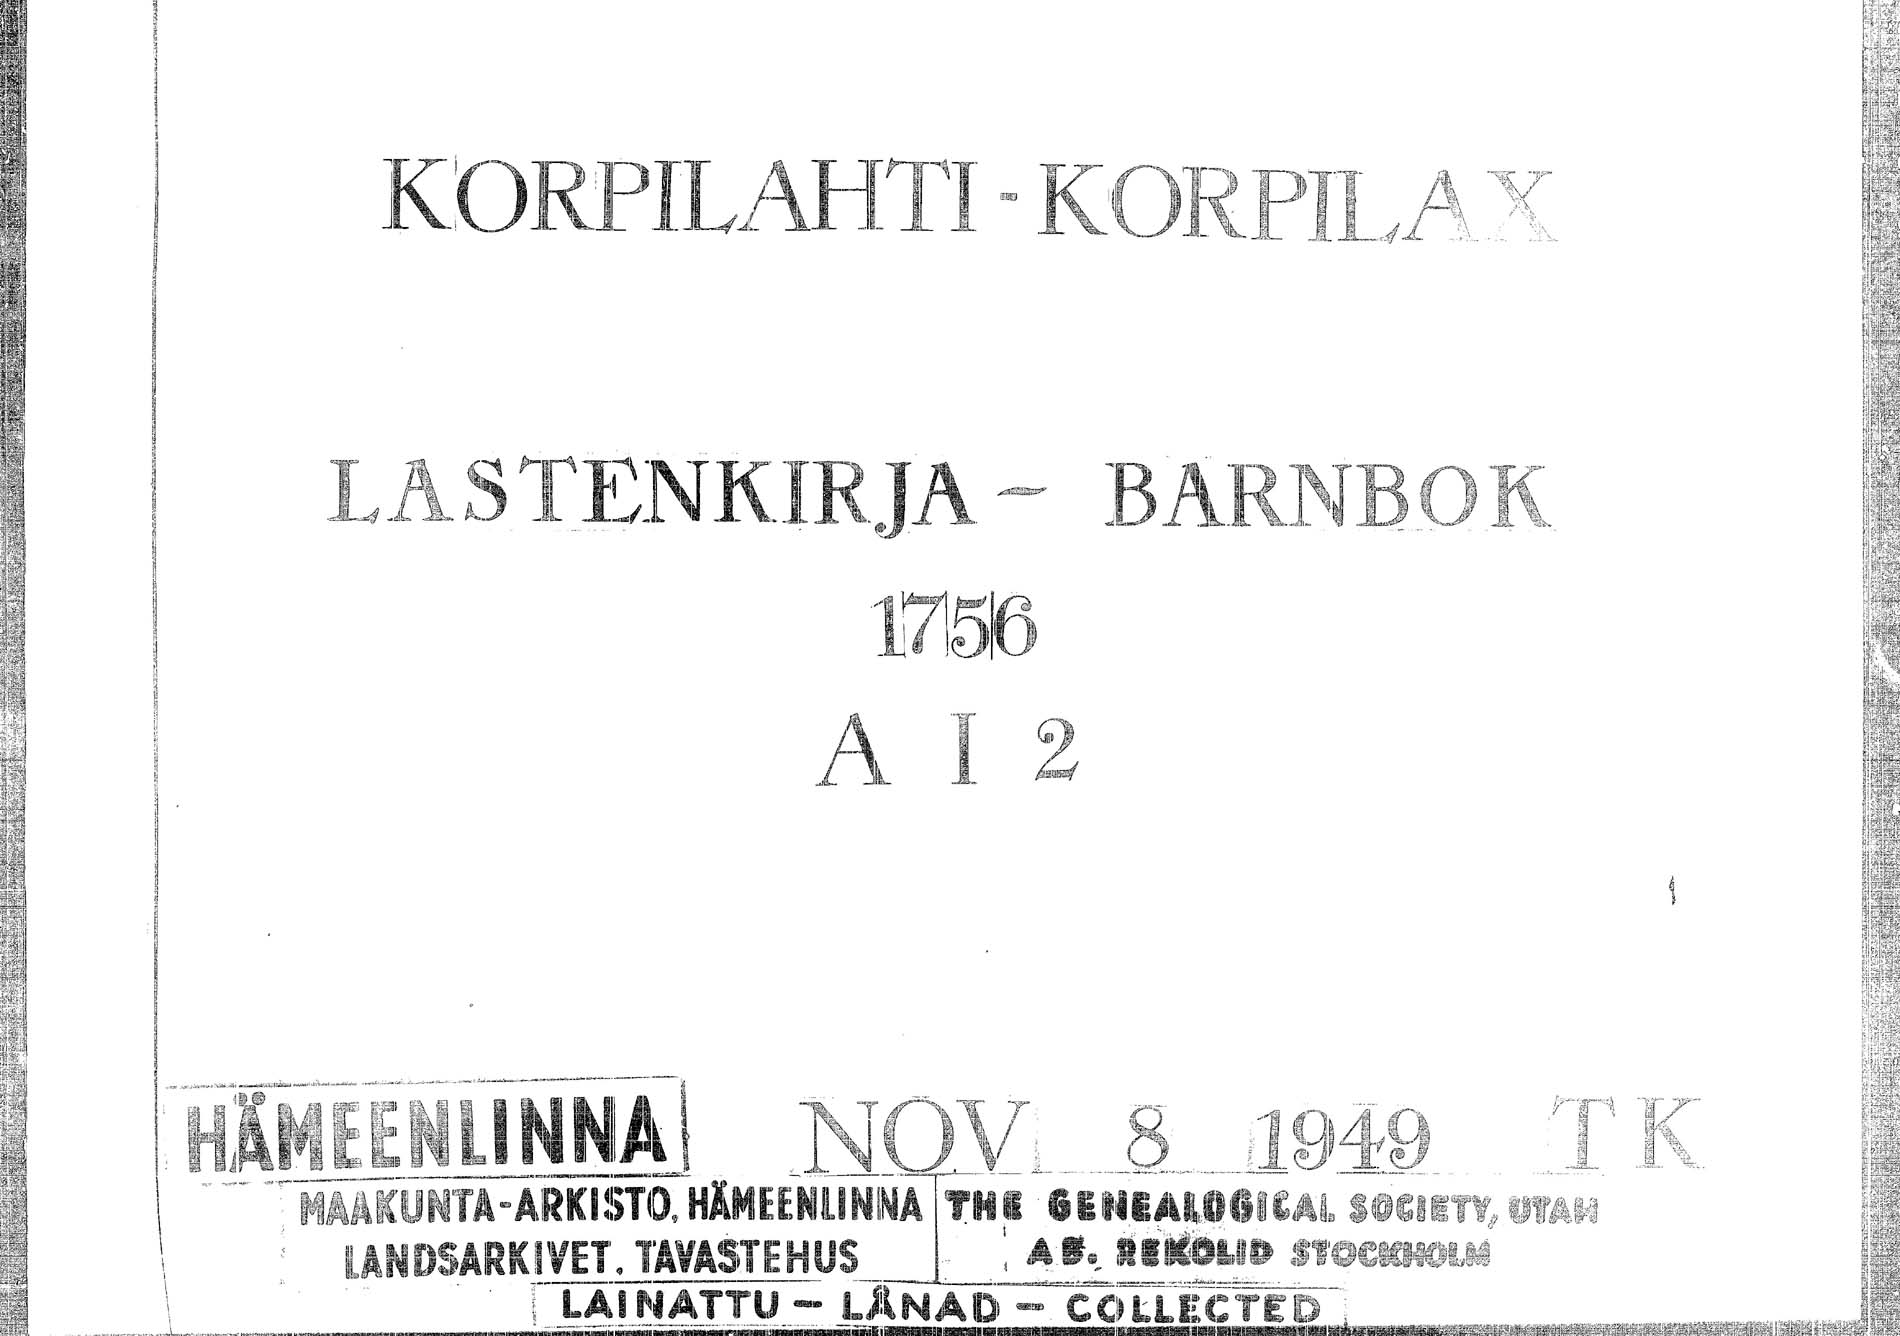 KORPILAHTI - KORPILAX
LASTENKIRJA - BARNBOK
1756
A I 2
HÄMEENLINNA
NOV 8 1949 TK
MAAKUNTA-ARKISTO, HÄMEENLINNA
LANDSARKIVET. TAVASTEHUS
THE GENEALOGICAL SOCIETY, UTAH
AB. REKOLID STOCKHOLM
LAINATTU - LÅNAD - COLLECTED